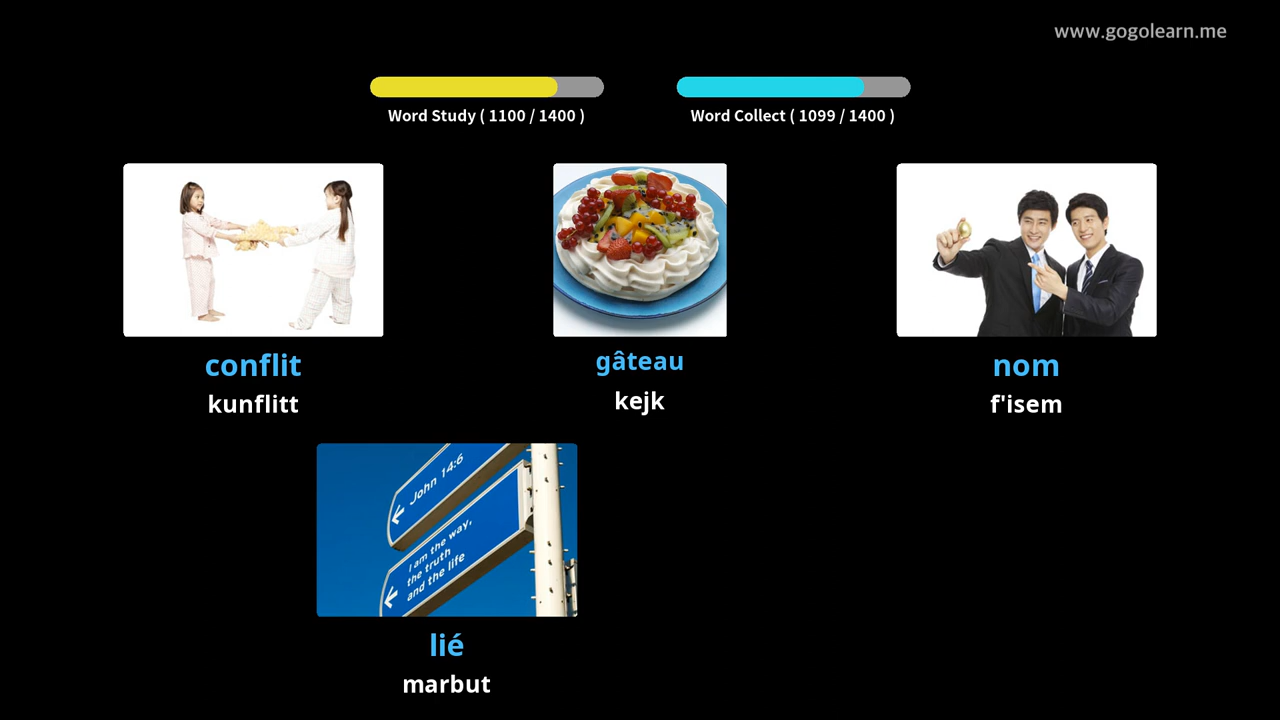 www.gogolearn.me
Word Study ( 1100 / 1400 )
Word Collect ( 1099 / 1400 )
conflit
kunflitt
gâteau
kejk
nom
f'isem
John 14:6
I am the way,
the truth
and the life
lié
marbut